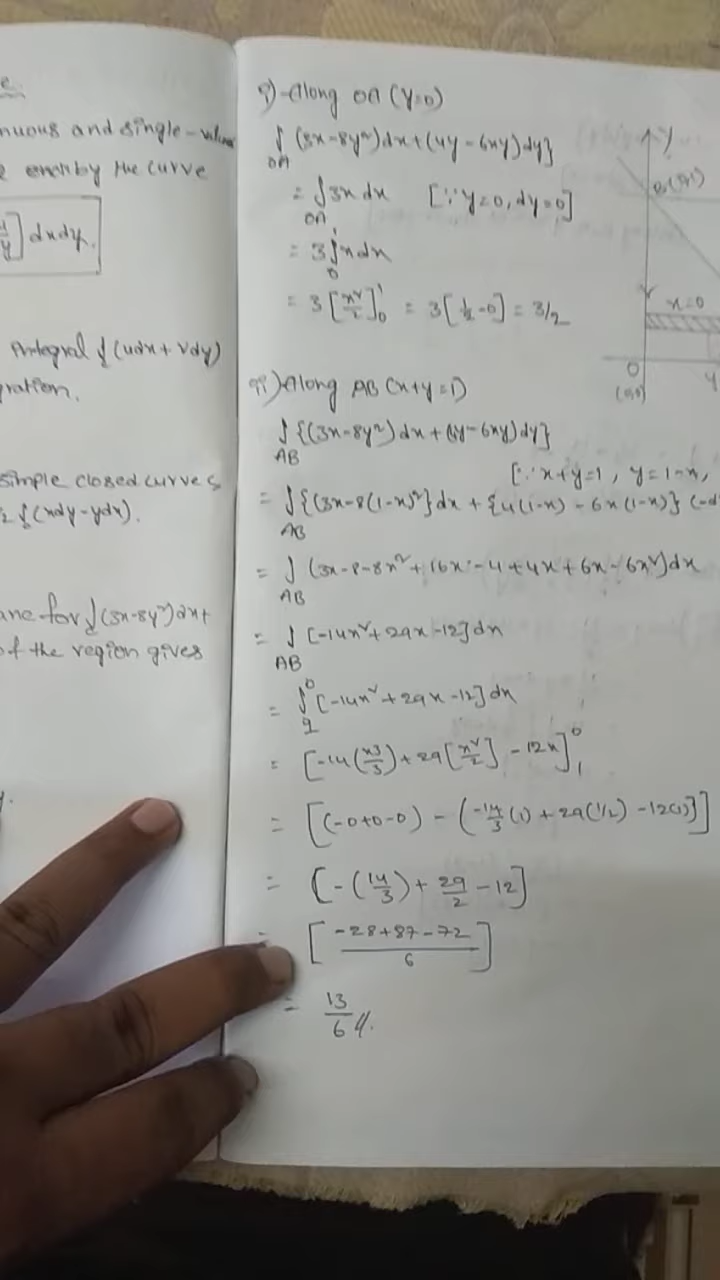 e
nuous and single-
by the curve
] dxdy.
integral ∮(udx + vdy)
gration.
simple closed curves
∮(xdy-ydx).
for ∫(3x-8y²)dx+
of the region gives
i) Along OA (y=0)
∫ (3x-8y²)dx+(4y-6xy)dy}
OA
= ∫3x dx [∵ y=0, dy=0]
OA
= 3∫x dx
0 1
= 3[x²/2]₀¹ = 3[1/2 -0] = 3/2
ii) Along AB (x+y=1)
∫{(3x-8y²)dx+(4y-6xy)dy}
AB
[∵ x+y=1, y=1-x,
= ∫{(3x-8(1-x)²}dx + {4(1-x) - 6x(1-x)} (-d
AB
= ∫ (3x-8-8x²+16x-4+4x+6x-6x²)dx
AB
= ∫ [-14x²+29x-12]dx
AB
= ∫₁⁰[-14x²+29x-12]dx
= [-14(x³/3)+29[x²/2] -12x]₁⁰
= [(-0+0-0) - (-14/3 (1) + 29(1/2) - 12(1)}]
= [-(14/3)+ 29/2 -12]
= [(-28+87-72)/6]
= 13/6 //.
Y
B(0,1)
x=0
O
(0,0)
y